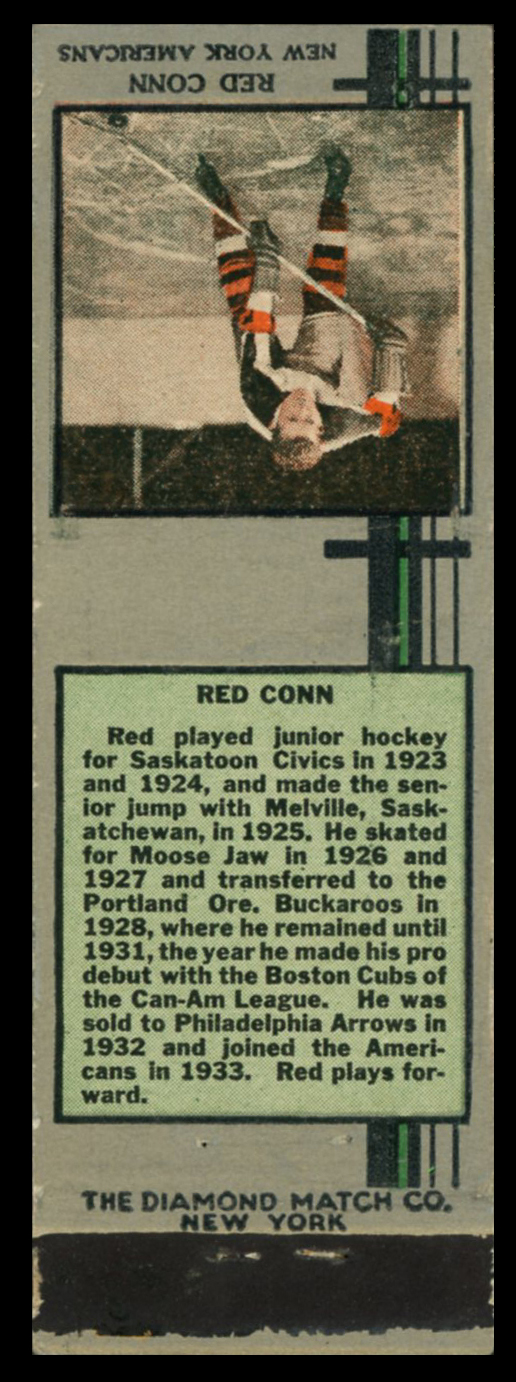 NEW YORK AMERICANS
RED CONN
RED CONN
Red played junior hockey
for Saskatoon Civics in 1923
and 1924, and made the sen-
ior jump with Melville, Sask-
atchewan, in 1925. He skated
for Moose Jaw in 1926 and
1927 and transferred to the
Portland Ore. Buckaroos in
1928, where he remained until
1931, the year he made his pro
debut with the Boston Cubs of
the Can-Am League. He was
sold to Philadelphia Arrows in
1932 and joined the Ameri-
cans in 1933. Red plays for-
ward.
THE DIAMOND MATCH CO.
NEW YORK